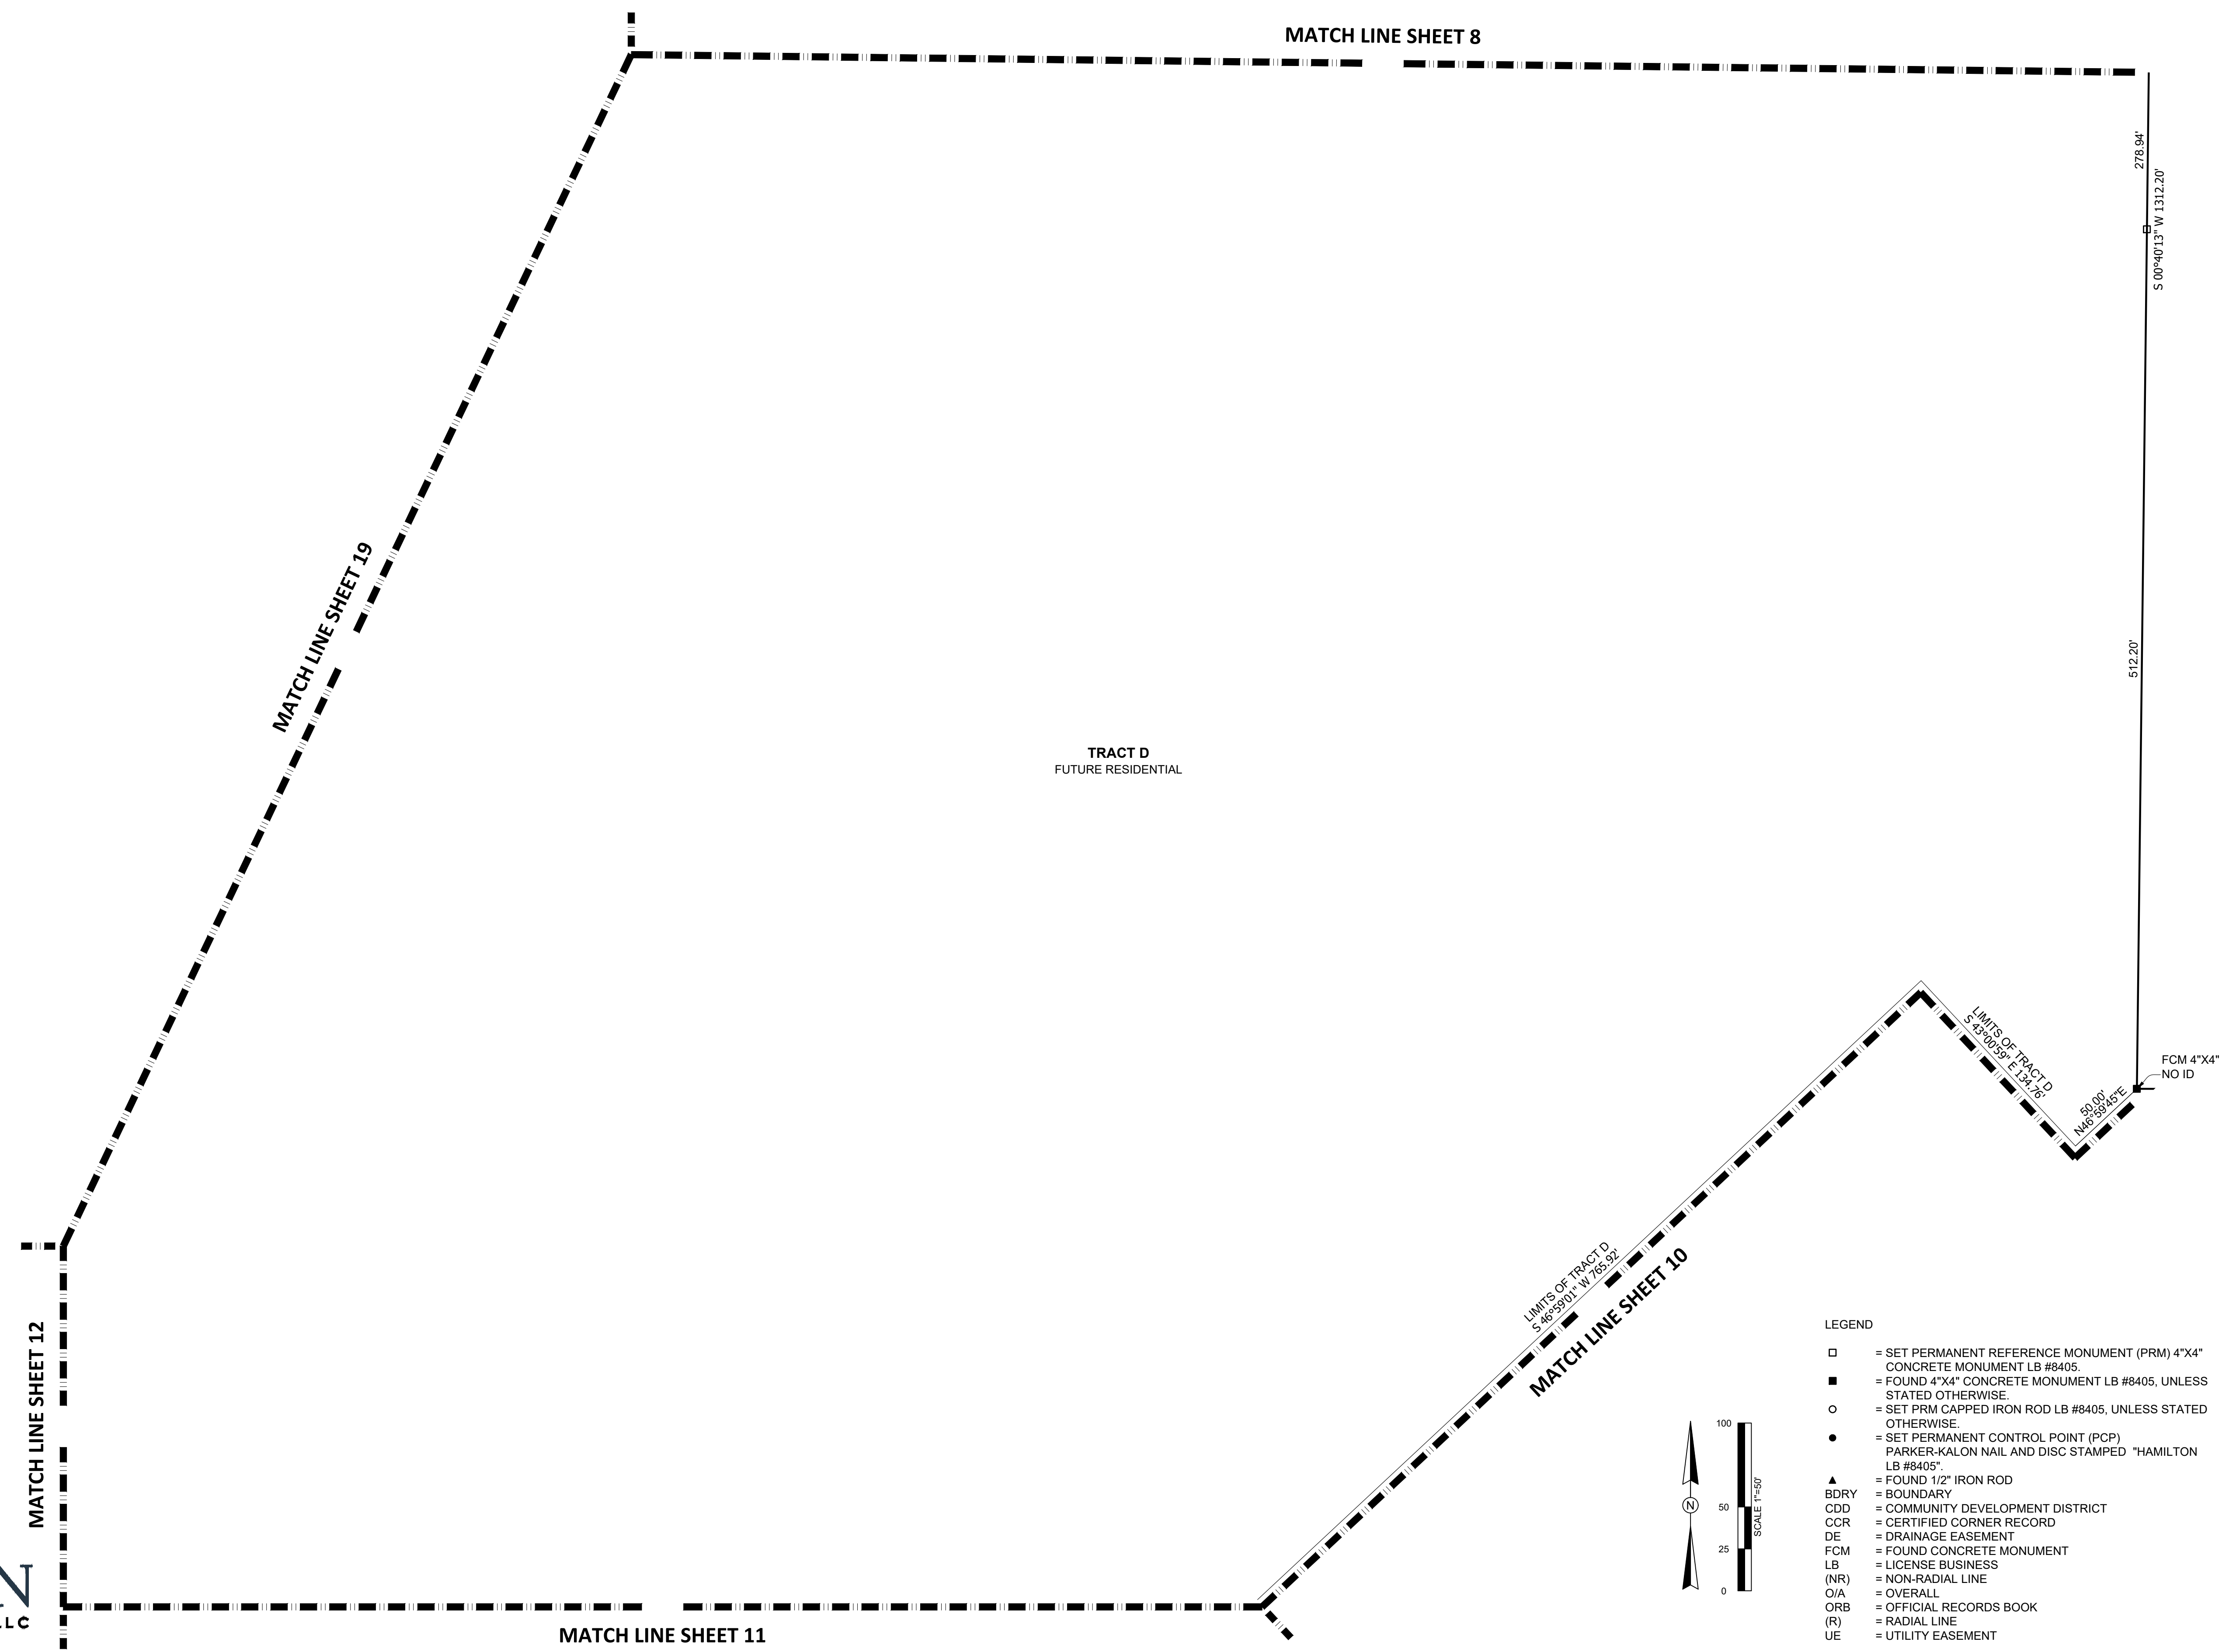 MATCH LINE SHEET 8
278.94'
S 00°40'13" W 1312.20'
MATCH LINE SHEET 19
512.20'
TRACT D
FUTURE RESIDENTIAL
LIMITS OF TRACT D
S 43°00'59" E 134.76'
FCM 4"X4"
NO ID
50.00'
N46°59'45"E
LIMITS OF TRACT D
S 46°59'01" W 765.92'
MATCH LINE SHEET 10
MATCH LINE SHEET 12
MATCH LINE SHEET 11
N
LLC
100
50
25
0
SCALE 1"=50'
N
LEGEND
= SET PERMANENT REFERENCE MONUMENT (PRM) 4"X4"
CONCRETE MONUMENT LB #8405.
= FOUND 4"X4" CONCRETE MONUMENT LB #8405, UNLESS
STATED OTHERWISE.
= SET PRM CAPPED IRON ROD LB #8405, UNLESS STATED
OTHERWISE.
= SET PERMANENT CONTROL POINT (PCP)
PARKER-KALON NAIL AND DISC STAMPED "HAMILTON
LB #8405".
= FOUND 1/2" IRON ROD
BDRY = BOUNDARY
CDD = COMMUNITY DEVELOPMENT DISTRICT
CCR = CERTIFIED CORNER RECORD
DE = DRAINAGE EASEMENT
FCM = FOUND CONCRETE MONUMENT
LB = LICENSE BUSINESS
(NR) = NON-RADIAL LINE
O/A = OVERALL
ORB = OFFICIAL RECORDS BOOK
(R) = RADIAL LINE
UE = UTILITY EASEMENT